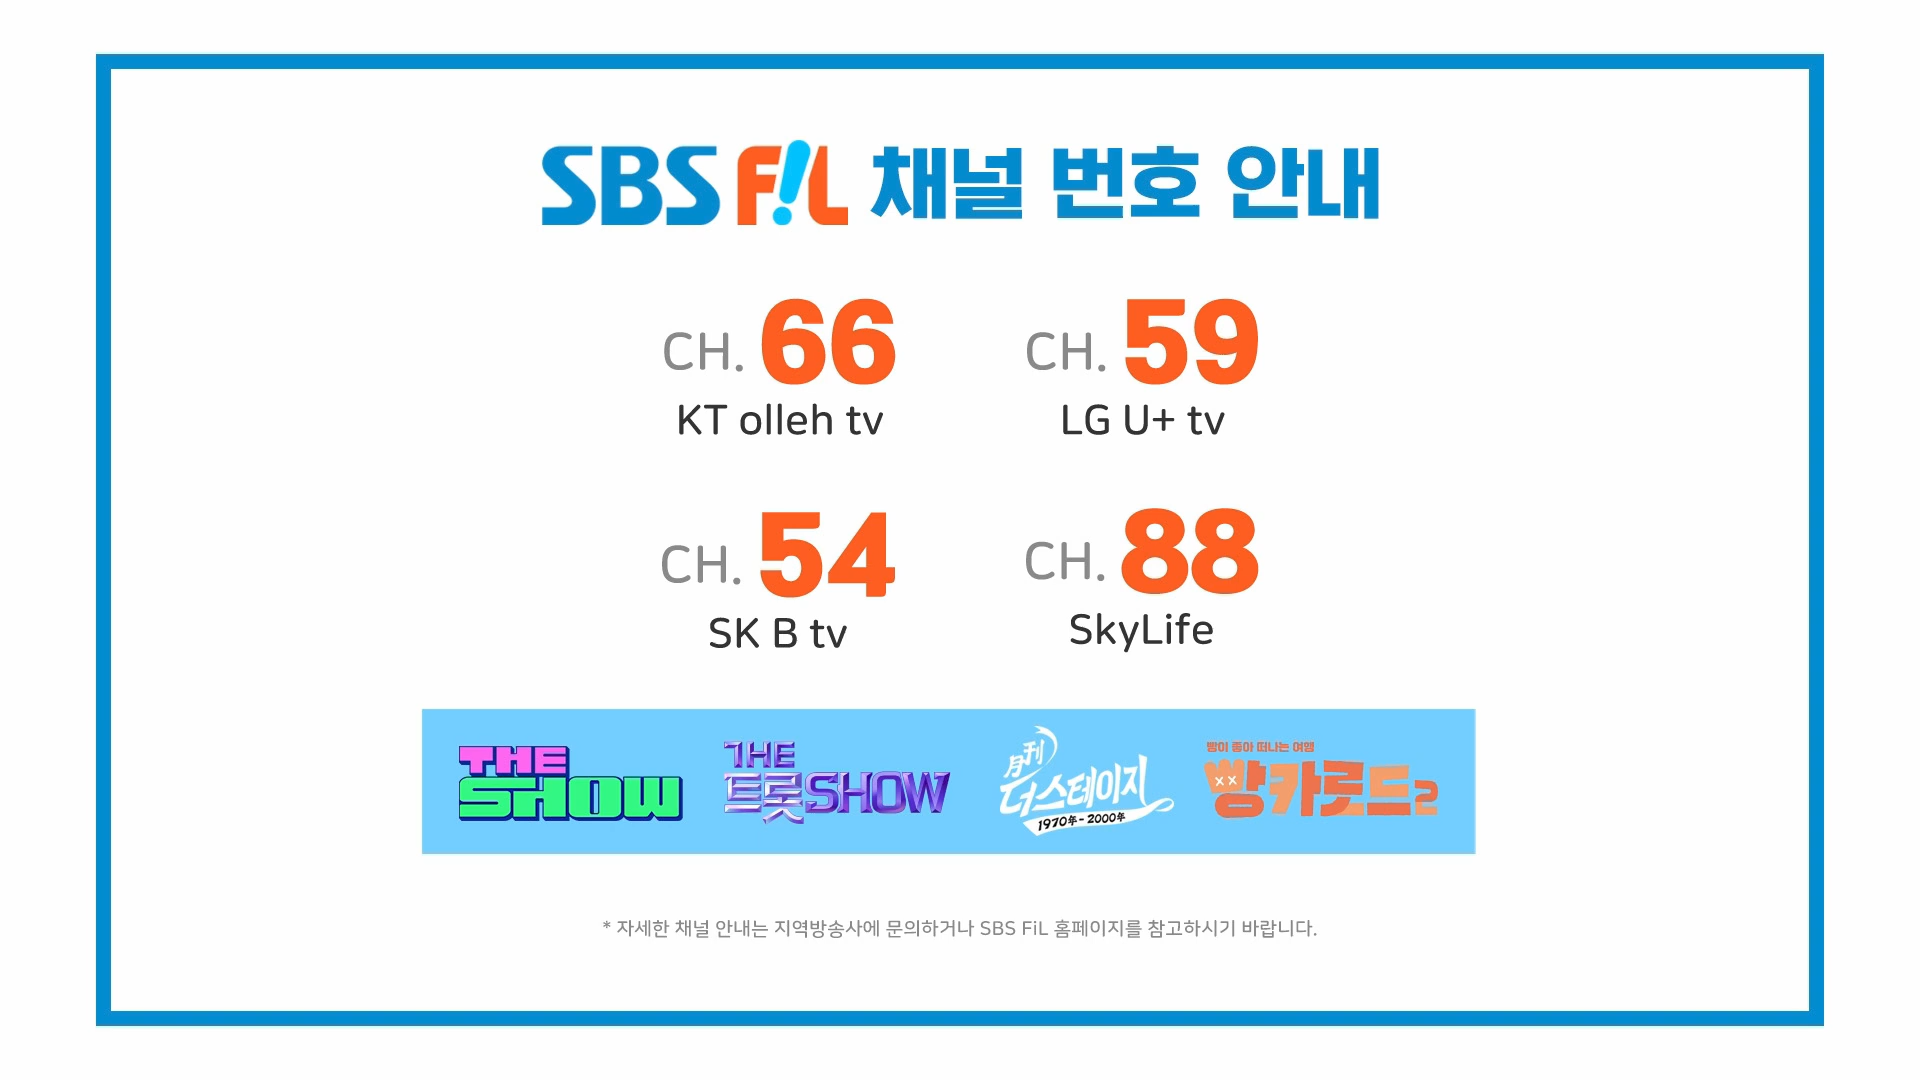 SBS F!L 채널 번호 안내
CH. 66
KT olleh tv
CH. 59
LG U+ tv
CH. 54
SK B tv
CH. 88
SkyLife
THE
SHOW
THE
트롯SHOW
月刊
더스테이지
1970年-2000年
빵이 좋아 떠나는 여행
빵카로드2
* 자세한 채널 안내는 지역방송사에 문의하거나 SBS FiL 홈페이지를 참고하시기 바랍니다.